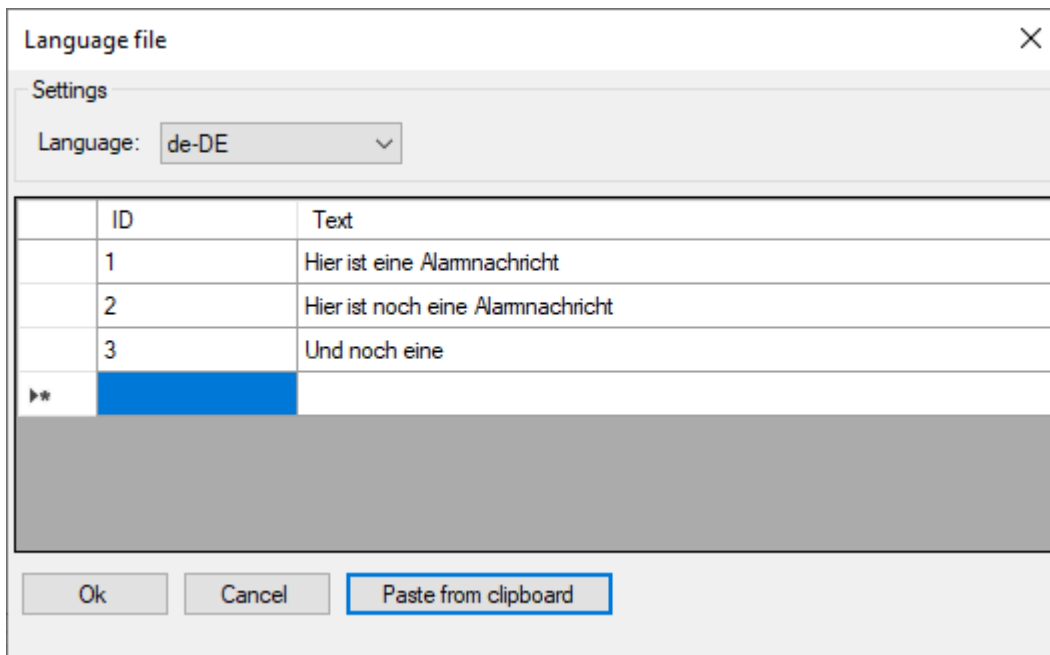 Language file
Settings
Language: de-DE
ID Text
1 Hier ist eine Alarmnachricht
2 Hier ist noch eine Alarmnachricht
3 Und noch eine
Ok Cancel Paste from clipboard